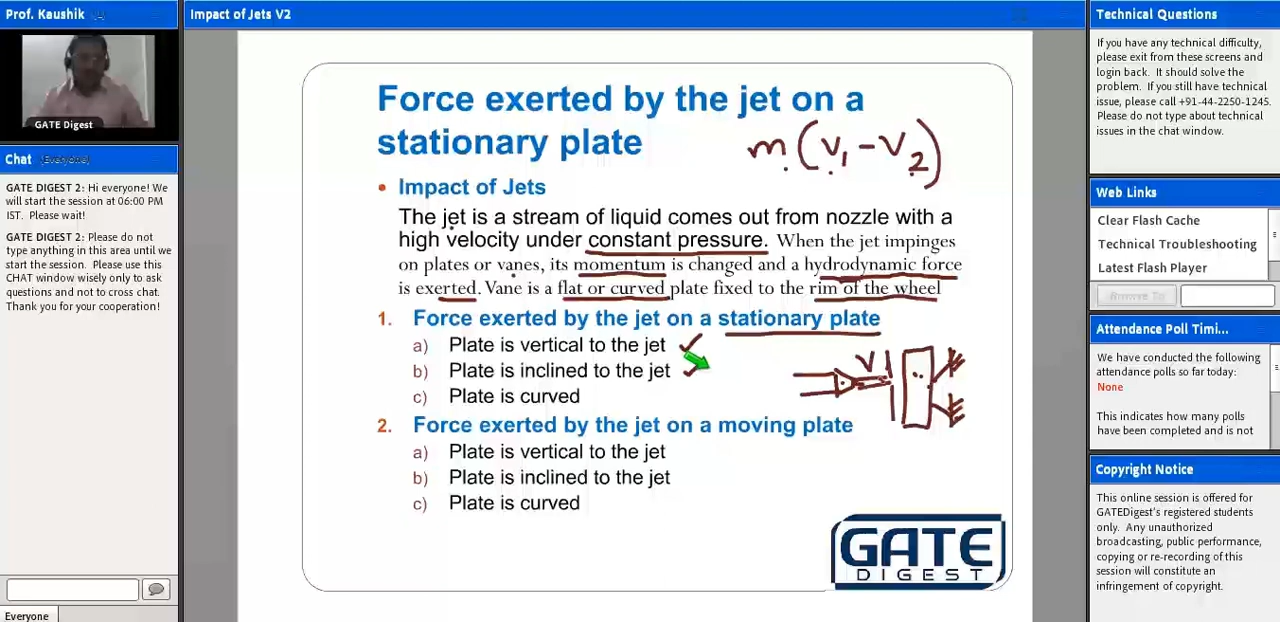 Prof. Kaushik
GATE Digest
Chat (Everyone)
GATE DIGEST 2: Hi everyone! We
will start the session at 06:00 PM
IST. Please wait!
GATE DIGEST 2: Please do not
type anything in this area until we
start the session. Please use this
CHAT window wisely only to ask
questions and not to cross chat.
Thank you for your cooperation!
Everyone
Impact of Jets V2
Force exerted by the jet on a
stationary plate
m(V1-V2)
• Impact of Jets
The jet is a stream of liquid comes out from nozzle with a
high velocity under constant pressure. When the jet impinges
on plates or vanes, its momentum is changed and a hydrodynamic force
is exerted. Vane is a flat or curved plate fixed to the rim of the wheel
1. Force exerted by the jet on a stationary plate
a) Plate is vertical to the jet
b) Plate is inclined to the jet
c) Plate is curved
V
2. Force exerted by the jet on a moving plate
a) Plate is vertical to the jet
b) Plate is inclined to the jet
c) Plate is curved
GATE
DIGEST
Technical Questions
If you have any technical difficulty,
please exit from these screens and
login back. It should solve the
problem. If you still have technical
issue, please call +91-44-2250-1245.
Please do not type about technical
issues in the chat window.
Web Links
Clear Flash Cache
Technical Troubleshooting
Latest Flash Player
Browse To
Attendance Poll Timi...
We have conducted the following
attendance polls so far today:
None
This indicates how many polls
have been completed and is not
Copyright Notice
This online session is offered for
GATEDigest's registered students
only. Any unauthorized
broadcasting, public performance,
copying or re-recording of this
session will constitute an
infringement of copyright.